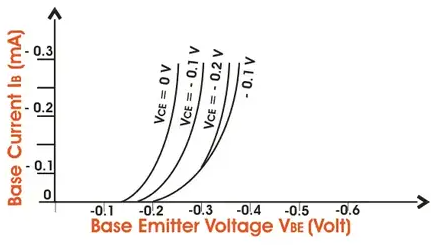 Base Current IB (mA)
- 0.3
- 0.2
- 0.1
0
VCE = 0 V
VCE = - 0.1 V
VCE = - 0.2 V
- 0.1 V
-0.1 -0.2 -0.3 -0.4 -0.5 -0.6
Base Emitter Voltage VBE (Volt)